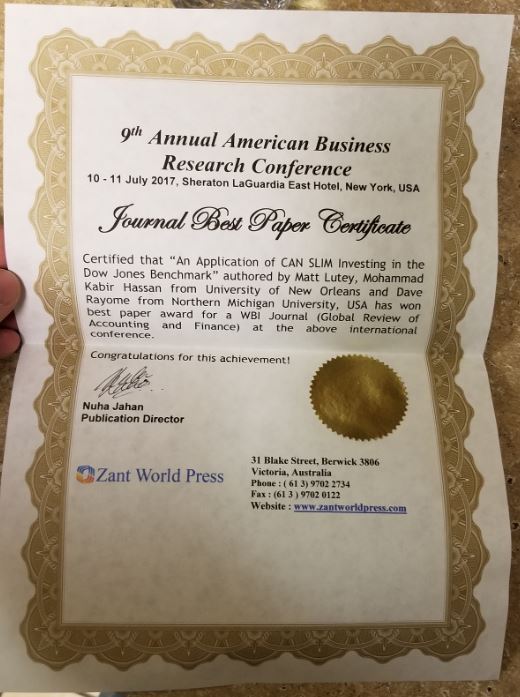 9th Annual American Business
Research Conference
10 - 11 July 2017, Sheraton LaGuardia East Hotel, New York, USA
Journal Best Paper Certificate
Certified that “An Application of CAN SLIM Investing in the
Dow Jones Benchmark” authored by Matt Lutey, Mohammad
Kabir Hassan from University of New Orleans and Dave
Rayome from Northern Michigan University, USA has won
best paper award for a WBI Journal (Global Review of
Accounting and Finance) at the above international
conference.
Congratulations for this achievement!
Nuha Jahan
Publication Director
Zant World Press
31 Blake Street, Berwick 3806
Victoria, Australia
Phone : ( 61 3) 9702 2734
Fax : (61 3 ) 9702 0122
Website : www.zantworldpress.com